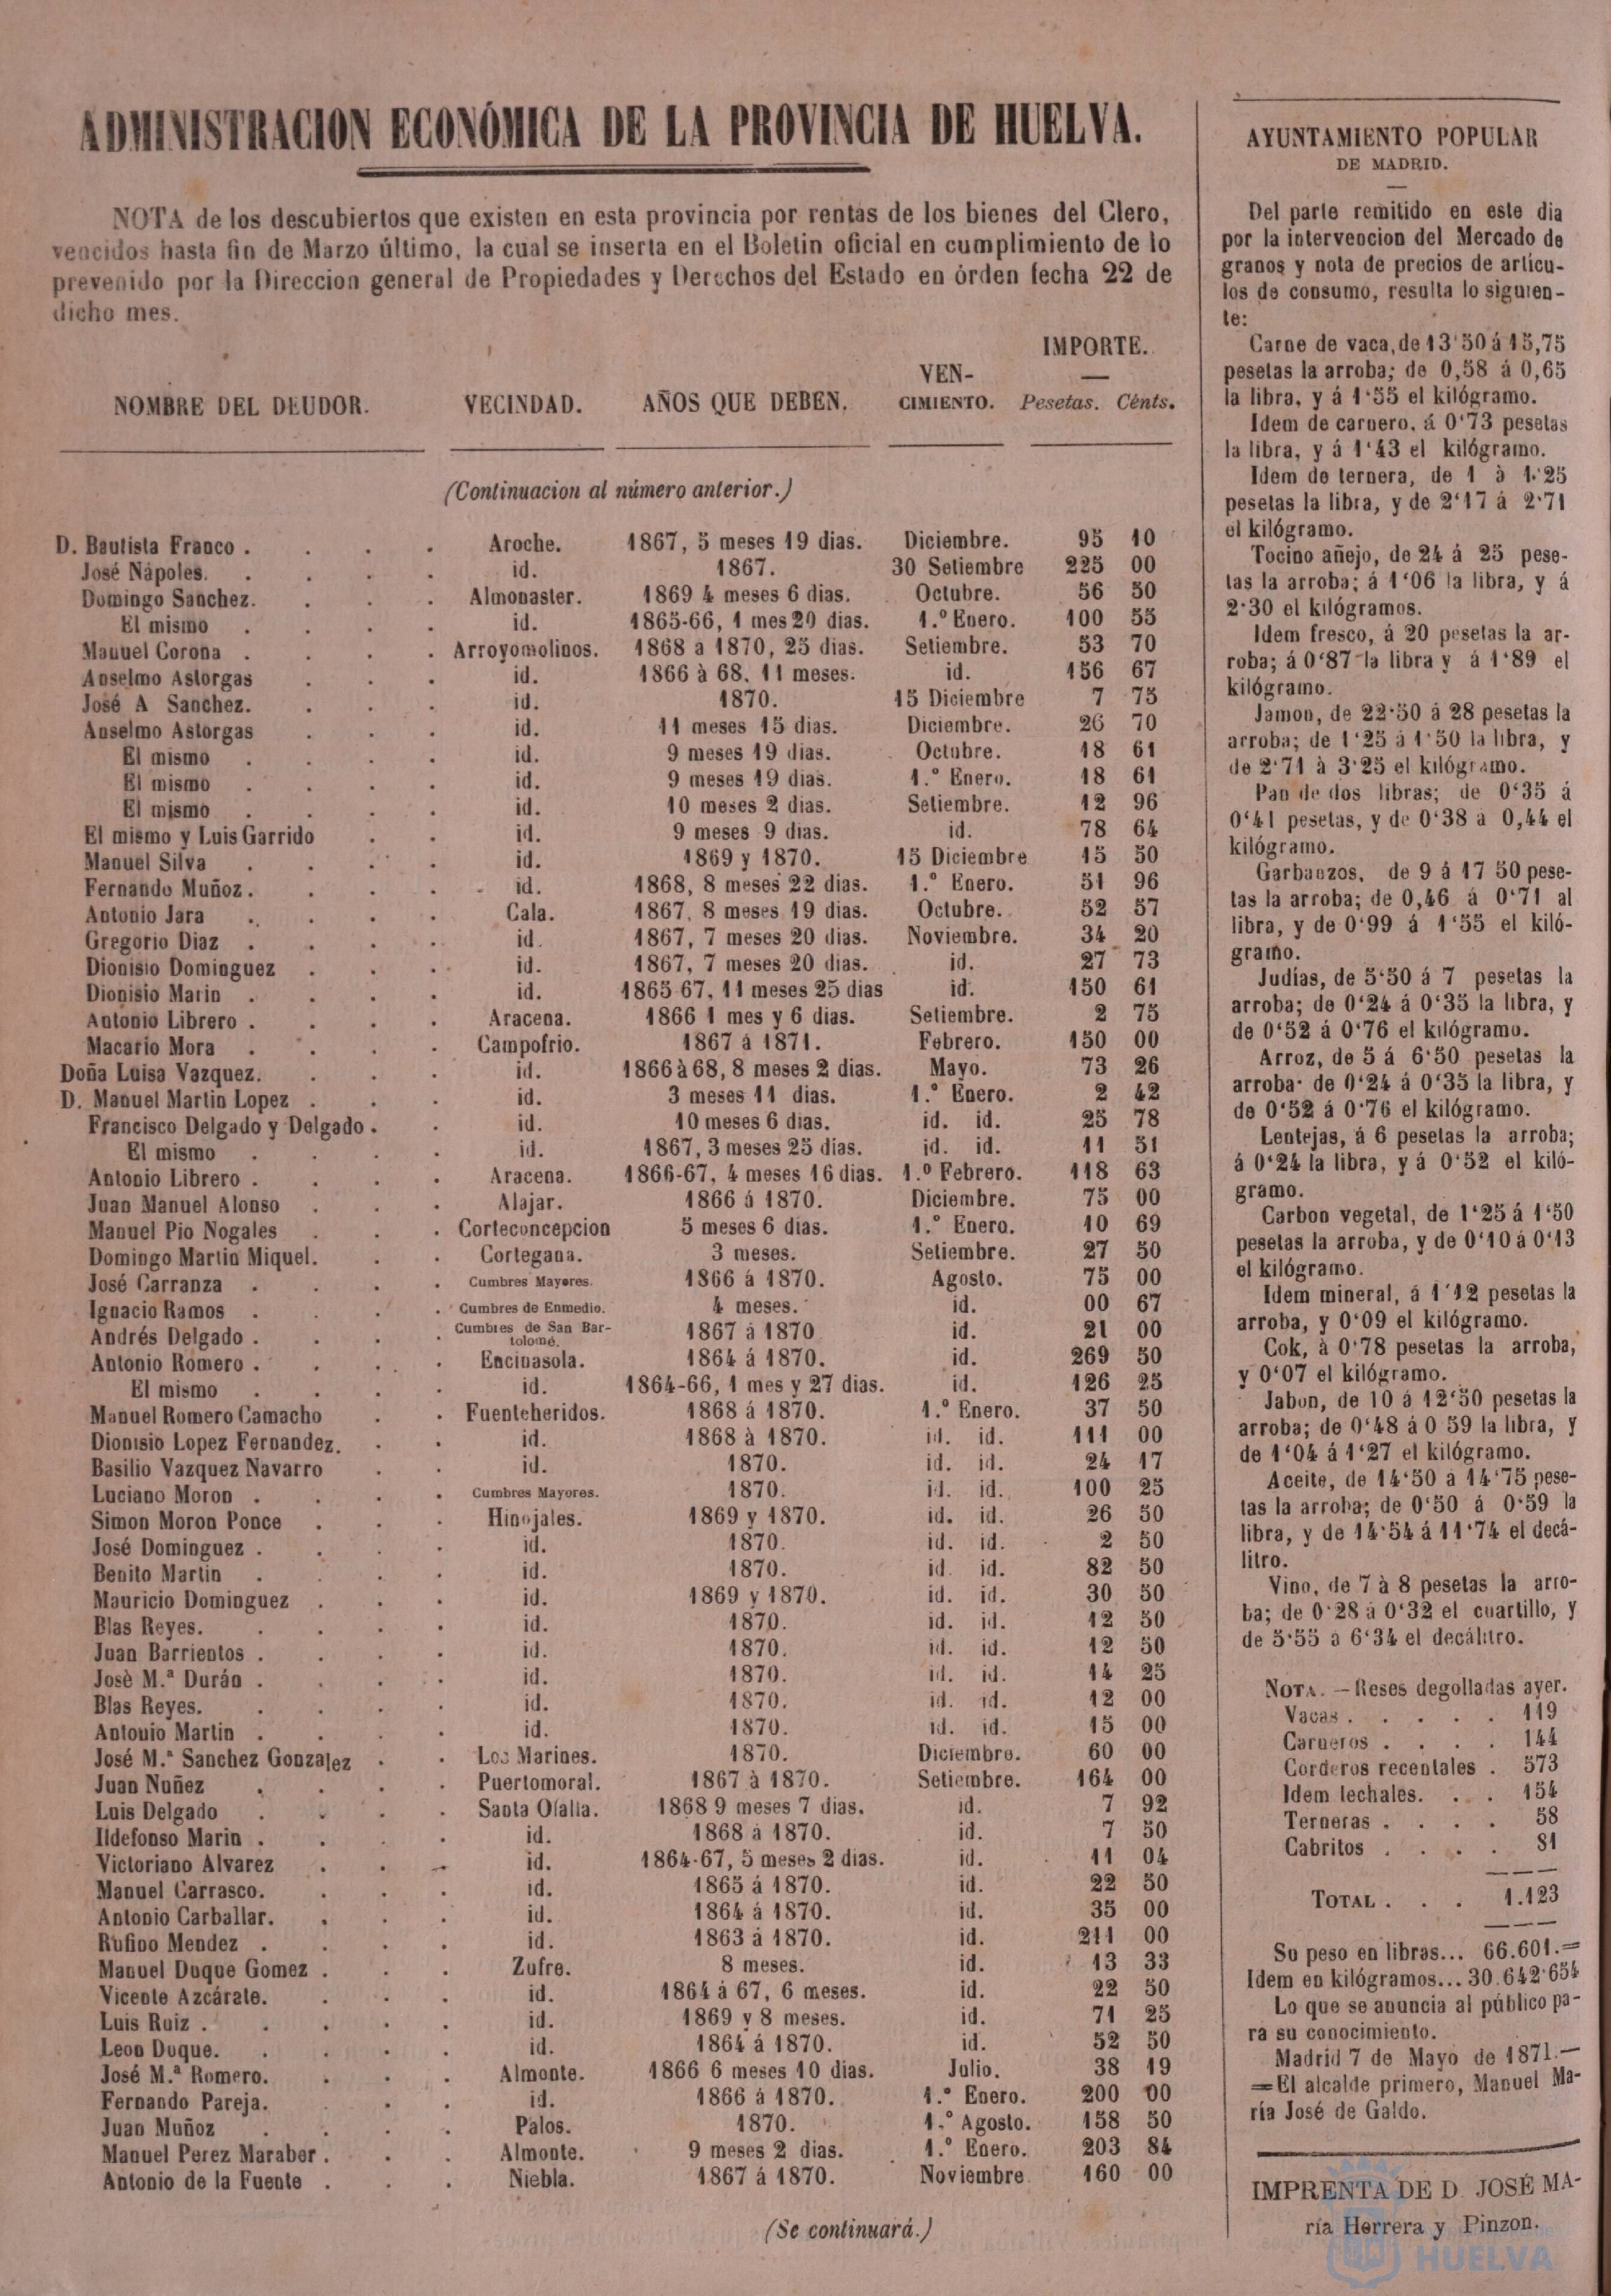 ADMINISTRACION ECONÓMICA DE LA PROVINCIA DE HUELVA.
NOTA de los descubiertos que existen en esta provincia por rentas de los bienes del Clero,
vencidos hasta fin de Marzo último, la cual se inserta en el Boletin oficial en cumplimiento de lo
prevenido por la Direccion general de Propiedades y Derechos del Estado en órden fecha 22 de
dicho mes.
NOMBRE DEL DEUDOR. VECINDAD. AÑOS QUE DEBEN. VEN-CIMIENTO. IMPORTE. — Pesetas. Cénts.
(Continuacion al número anterior.)
D. Bautista Franco . . . . Aroche. 1867, 5 meses 19 dias. Diciembre. 95 10
José Nápoles. . . . . id. 1867. 30 Setiembre 225 00
Domingo Sanchez. . . . Almonaster. 1869 4 meses 6 dias. Octubre. 56 50
El mismo . . . . id. 1865-66, 1 mes 29 dias. 1.º Enero. 100 55
Manuel Corona . . . . Arroyomolinos. 1868 a 1870, 25 dias. Setiembre. 53 70
Anselmo Astorgas . . . id. 1866 à 68, 11 meses. id. 156 67
José A Sanchez. . . . id. 1870. 15 Diciembre 7 75
Anselmo Astorgas . . . id. 11 meses 15 dias. Diciembre. 26 70
El mismo . . . . id. 9 meses 19 dias. Octubre. 18 61
El mismo . . . . id. 9 meses 19 dias. 1.º Enero. 18 61
El mismo . . . . id. 10 meses 2 dias. Setiembre. 12 96
El mismo y Luis Garrido . . id. 9 meses 9 dias. id. 78 64
Manuel Silva . . . . id. 1869 y 1870. 15 Diciembre 15 50
Fernando Muñoz . . . . id. 1868, 8 meses 22 dias. 1.º Enero. 51 96
Antonio Jara . . . . Cala. 1867, 8 meses 19 dias. Octubre. 52 57
Gregorio Diaz . . . . id. 1867, 7 meses 20 dias. Noviembre. 34 20
Dionisio Dominguez . . . id. 1867, 7 meses 20 dias. id. 27 73
Dionisio Marin . . . . id. 1865-67, 11 meses 25 dias id. 150 61
Antonio Librero . . . . Aracena. 1866 1 mes y 6 dias. Setiembre. 2 75
Macario Mora . . . . Campofrio. 1867 á 1871. Febrero. 150 00
Doña Luisa Vazquez. . . . id. 1866 à 68, 8 meses 2 dias. Mayo. 73 26
D. Manuel Martin Lopez . . . id. 3 meses 11 dias. 1.º Enero. 2 42
Francisco Delgado y Delgado . . id. 10 meses 6 dias. id. id. 25 78
El mismo . . . . id. 1867, 3 meses 25 dias. id. id. 11 51
Antonio Librero . . . . Aracena. 1866-67, 4 meses 16 dias. 1.º Febrero. 118 63
Juan Manuel Alonso . . . Alajar. 1866 á 1870. Diciembre. 75 00
Manuel Pio Nogales . . . Corteconcepcion 5 meses 6 dias. 1.º Enero. 10 69
Domingo Martin Miquel. . . Cortegana. 3 meses. Setiembre. 27 50
José Carranza . . . . Cumbres Mayores. 1866 á 1870. Agosto. 75 00
Ignacio Ramos . . . . Cumbres de Enmedio. 4 meses. id. 00 67
Andrés Delgado . . . . Cumbres de San Bar-tolomé. 1867 à 1870 id. 21 00
Antonio Romero . . . . Encinasola. 1864 á 1870. id. 269 50
El mismo . . . . id. 1864-66, 1 mes y 27 dias. id. 126 25
Manuel Romero Camacho . . Fuenteheridos. 1868 á 1870. 1.º Enero. 37 50
Dionisio Lopez Fernandez. . . id. 1868 à 1870. id. id. 111 00
Basilio Vazquez Navarro . . id. 1870. id. id. 24 17
Luciano Moron . . . . Cumbres Mayores. 1870. id. id. 100 25
Simon Moron Ponce . . . Hinojales. 1869 y 1870. id. id. 26 50
José Dominguez . . . . id. 1870. id. id. 2 50
Benito Martin . . . . id. 1870. id. id. 82 50
Mauricio Dominguez . . . id. 1869 y 1870. id. id. 30 50
Blas Reyes. . . . . id. 1870. id. id. 12 50
Juan Barrientos . . . . id. 1870. id. id. 12 50
Josè M.ª Durán . . . . id. 1870. id. id. 14 25
Blas Reyes. . . . . id. 1870. id. id. 12 00
Antonio Martin . . . . id. 1870. id. id. 15 00
José M.ª Sanchez Gonzalez . . Los Marines. 1870. Diciembre. 60 00
Juan Nuñez . . . . Puertomoral. 1867 à 1870. Setiembre. 164 00
Luis Delgado . . . . Santa Olalla. 1868 9 meses 7 dias. id. 7 92
Ildefonso Marin . . . . id. 1868 á 1870. id. 7 50
Victoriano Alvarez . . . id. 1864-67, 5 meses 2 dias. id. 11 04
Manuel Carrasco. . . . id. 1865 á 1870. id. 22 50
Antonio Carballar. . . . id. 1864 á 1870. id. 35 00
Rufino Mendez . . . . id. 1863 á 1870. id. 211 00
Manuel Duque Gomez . . . Zufre. 8 meses. id. 13 33
Vicente Azcárate. . . . id. 1864 á 67, 6 meses. id. 22 50
Luis Ruiz . . . . . id. 1869 y 8 meses. id. 71 25
Leon Duque. . . . . id. 1864 á 1870. id. 52 50
José M.ª Romero. . . . Almonte. 1866 6 meses 10 dias. Julio. 38 19
Fernando Pareja. . . . id. 1866 á 1870. 1.º Enero. 200 00
Juan Muñoz . . . . Palos. 1870. 1.º Agosto. 158 50
Manuel Perez Maraber . . . Almonte. 9 meses 2 dias. 1.º Enero. 203 84
Antonio de la Fuente . . . Niebla. 1867 á 1870. Noviembre. 160 00
(Se continuará.)
AYUNTAMIENTO POPULAR
DE MADRID.
Del parte remitido en este dia
por la intervencion del Mercado de
granos y nota de precios de artícu-
los de consumo, resulta lo siguien-
te:
Carne de vaca, de 13'50 á 15,75
pesetas la arroba; de 0,58 á 0,65
la libra, y á 1'55 el kilógramo.
Idem de carnero, á 0'73 pesetas
la libra, y á 1'43 el kilógramo.
Idem de ternera, de 1 à 1'25
pesetas la libra, y de 2'17 á 2'71
el kilógramo.
Tocino añejo, de 24 á 25 pese-
tas la arroba; á 1'06 la libra, y á
2'30 el kilógramos.
Idem fresco, á 20 pesetas la ar-
roba; á 0'87 la libra y á 1'89 el
kilógramo.
Jamon, de 22'50 á 28 pesetas la
arroba; de 1'25 á 1'50 la libra, y
de 2'71 à 3'25 el kilógramo.
Pan de dos libras; de 0'35 á
0'41 pesetas, y de 0'38 a 0,44 el
kilógramo.
Garbanzos, de 9 á 17 50 pese-
tas la arroba; de 0,46 á 0'71 al
libra, y de 0'99 á 1'55 el kiló-
gramo.
Judías, de 5'50 á 7 pesetas la
arroba; de 0'24 á 0'35 la libra, y
de 0'52 á 0'76 el kilógramo.
Arroz, de 5 á 6'50 pesetas la
arroba de 0'24 á 0'35 la libra, y
de 0'52 á 0'76 el kilógramo.
Lentejas, á 6 pesetas la arroba;
á 0'24 la libra, y á 0'52 el kiló-
gramo.
Carbon vegetal, de 1'25 á 1'50
pesetas la arroba, y de 0'10 á 0'13
el kilógramo.
Idem mineral, á 1'12 pesetas la
arroba, y 0'09 el kilógramo.
Cok, à 0'78 pesetas la arroba,
y 0'07 el kilógramo.
Jabon, de 10 á 12'50 pesetas la
arroba; de 0'48 á 0 59 la libra, y
de 1'04 á 1'27 el kilógramo.
Aceite, de 14'50 à 14'75 pese-
tas la arroba; de 0'50 á 0'59 la
libra, y de 14'54 á 11'74 el decá-
litro.
Vino, de 7 à 8 pesetas la arro-
ba; de 0'28 á 0'32 el cuartillo, y
de 5'55 a 6'34 el decálitro.
NOTA. — Reses degolladas ayer.
Vacas . . . . . 119
Carneros . . . . 144
Corderos recentales . 573
Idem lechales. . . . 154
Terneras . . . . 58
Cabritos . . . . 81
TOTAL . . . 1.123
Su peso en libras... 66.601.=
Idem en kilógramos... 30.642'654
Lo que se anuncia al público pa-
ra su conocimiento.
Madrid 7 de Mayo de 1871.—
=El alcalde primero, Manuel Ma-
ría José de Galdo.
IMPRENTA DE D. JOSÉ MA-
ría Herrera y Pinzon.
HUELVA